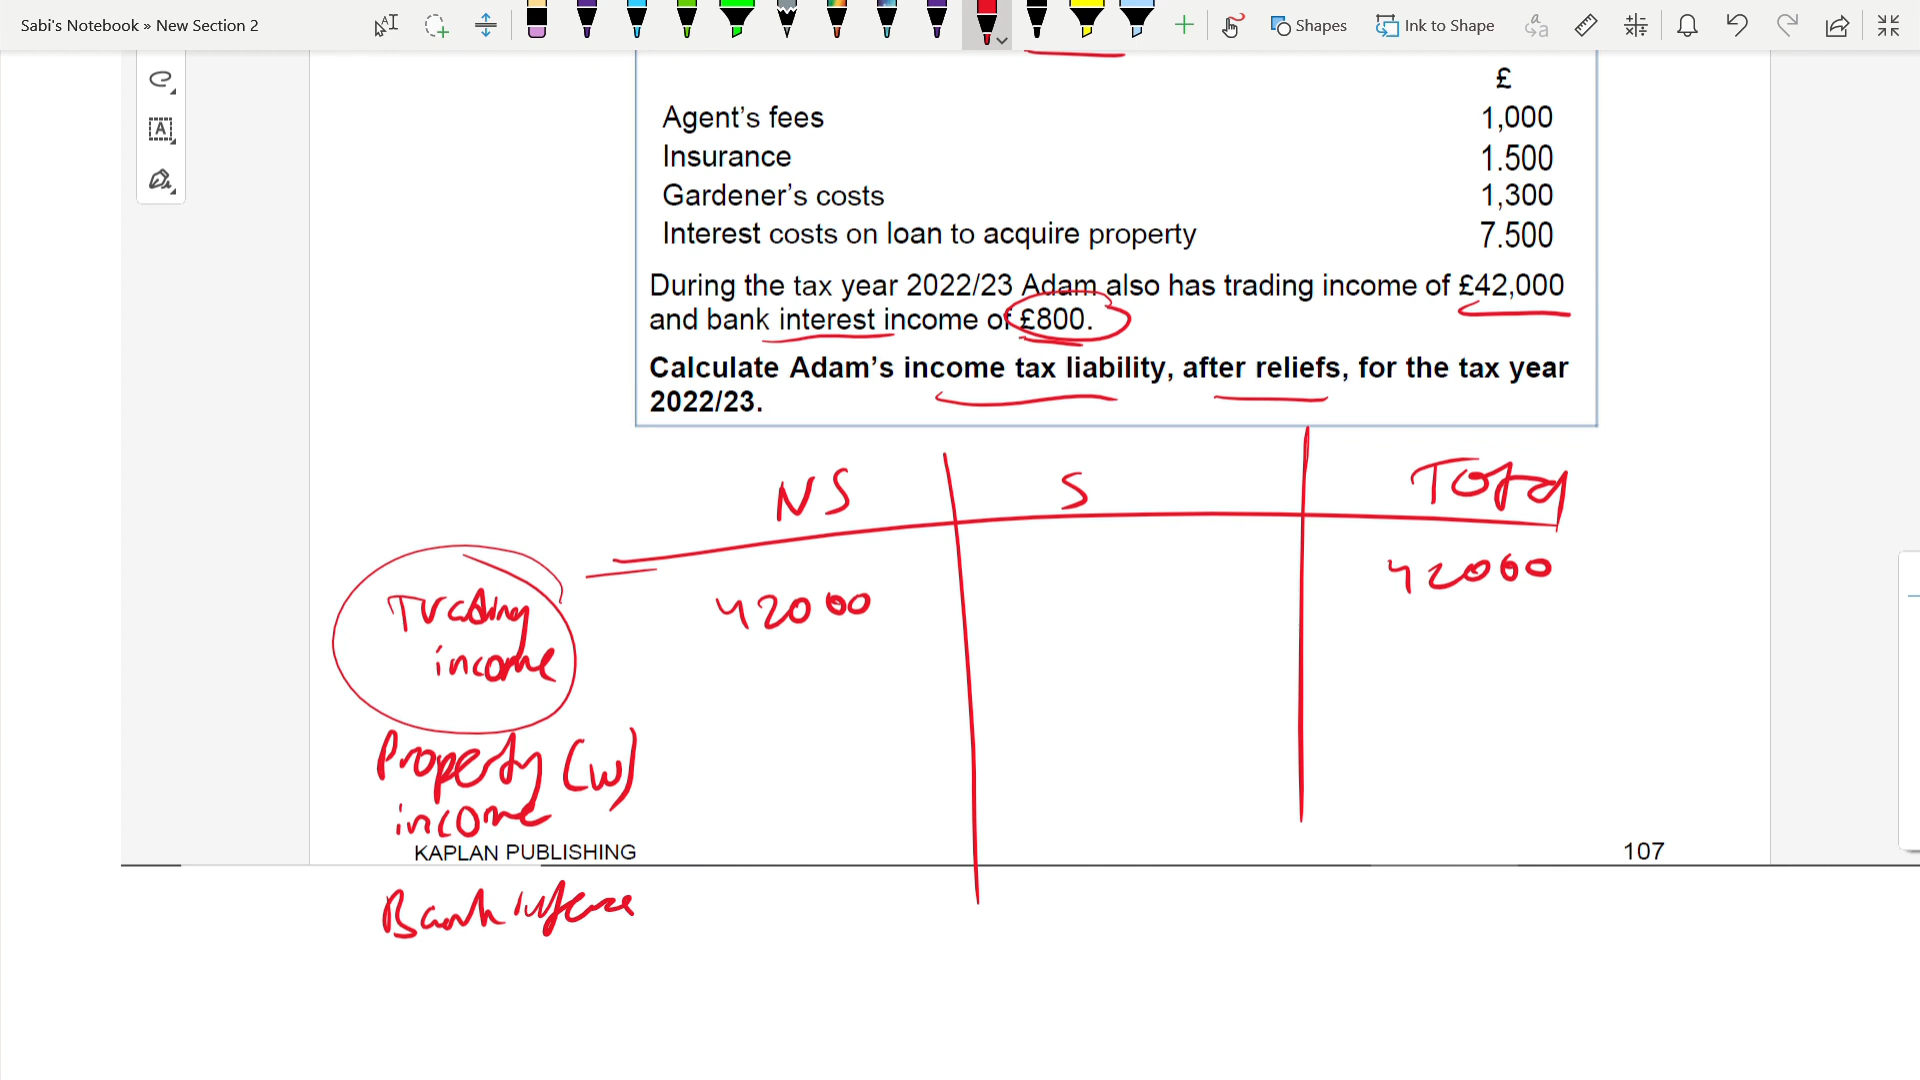 Sabi's Notebook » New Section 2
Shapes
Ink to Shape
£
Agent's fees 1,000
Insurance 1.500
Gardener's costs 1,300
Interest costs on loan to acquire property 7.500
During the tax year 2022/23 Adam also has trading income of £42,000
and bank interest income of £800.
Calculate Adam's income tax liability, after reliefs, for the tax year
2022/23.
NS S Total
Trading 42000 42000
income
Property (W)
income
KAPLAN PUBLISHING 107
Bank